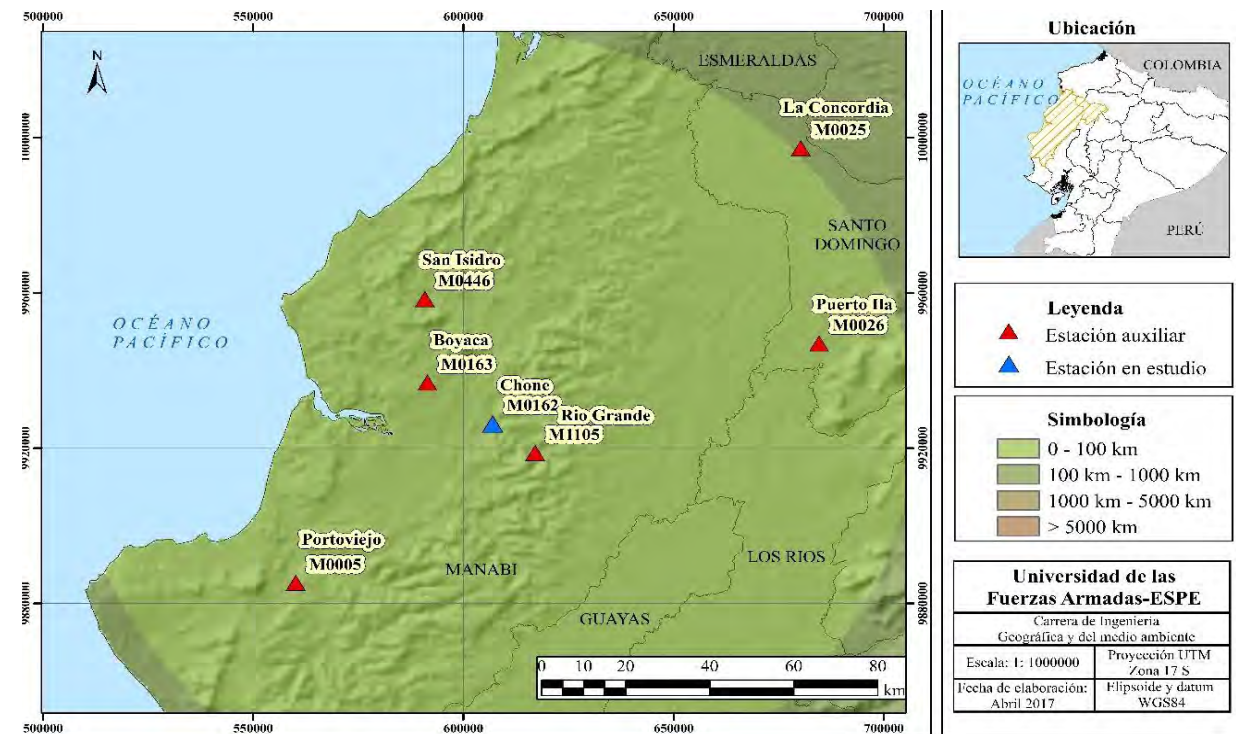 500000 550000 600000 650000 700000
N
ESMERALDAS
La Concordia
M0025
SANTO
DOMINGO
San Isidro
M0446
Puerto Ila
M0026
OCÉANO
PACÍFICO
Boyaca
M0163
Chone
M0162
Rio Grande
M1105
Portoviejo
M0005
MANABI
LOS RIOS
GUAYAS
0 10 20 40 60 80
km
10000000
9960000
9920000
9880000
10000000
9960000
9920000
9880000
500000 550000 600000 650000 700000
Ubicación
OCÉANO
PACÍFICO
COLOMBIA
PERÚ
Leyenda
Estación auxiliar
Estación en estudio
Simbología
0 - 100 km
100 km - 1000 km
1000 km - 5000 km
> 5000 km
Universidad de las
Fuerzas Armadas-ESPE
Carrera de Ingenieria
Geográfica y del medio ambiente
Escala: 1: 1000000
Proyección UTM
Zona 17 S
Fecha de elaboración:
Abril 2017
Elipsoide y datum
WGS84